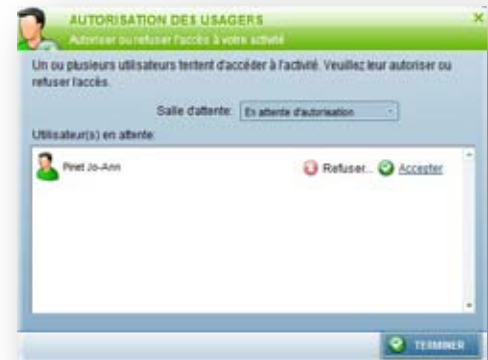 AUTORISATION DES USAGERS
Autoriser ou refuser l'accès à votre activité
Un ou plusieurs utilisateurs tentent d'accéder à l'activité. Veuillez leur autoriser ou
refuser l'accès.
Salle d'attente: En attente d'autorisation
Utilisateur(s) en attente:
Pinet Jo-Ann Refuser... Accepter
TERMINER